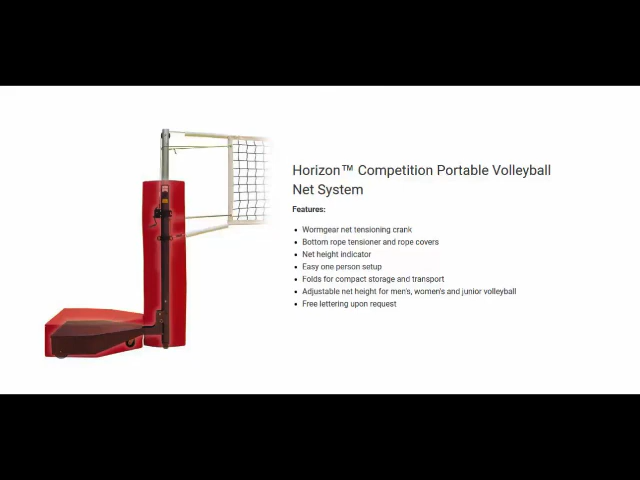 Horizon™ Competition Portable Volleyball
Net System
Features:
Wormgear net tensioning crank
Bottom rope tensioner and rope covers
Net height indicator
Easy one person setup
Folds for compact storage and transport
Adjustable net height for men's, women's and junior volleyball
Free lettering upon request